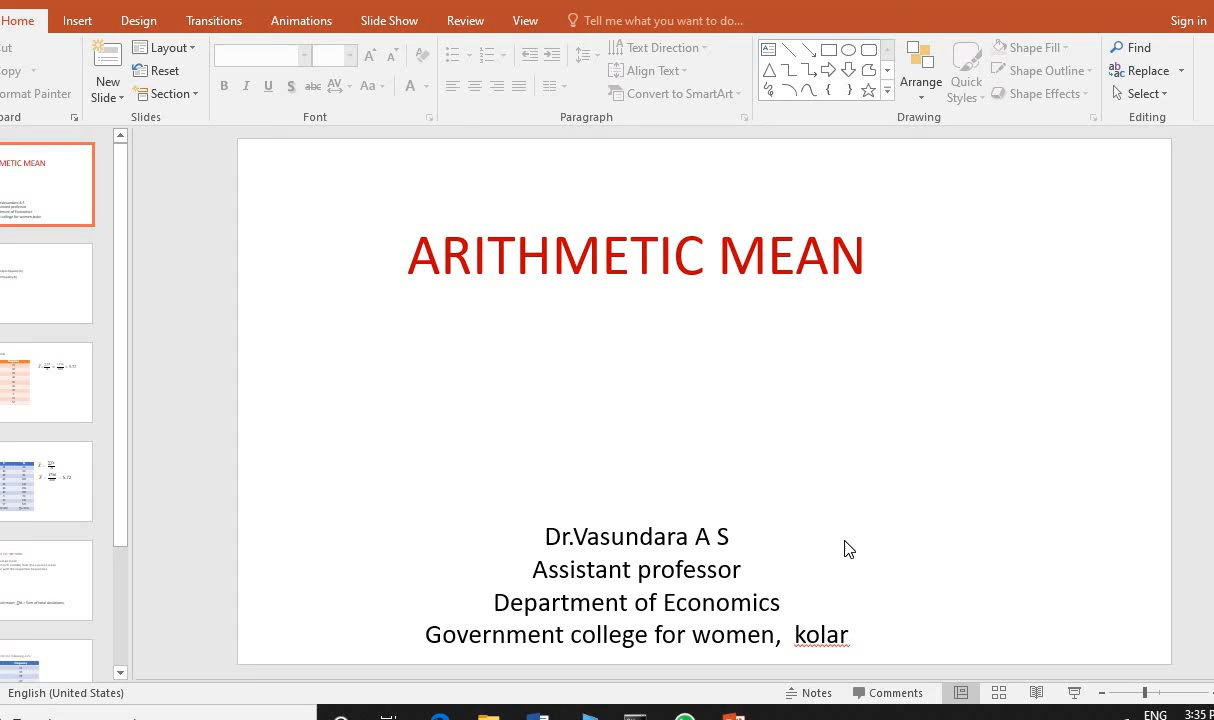 Home Insert Design Transitions Animations Slide Show Review View Tell me what you want to do... Sign in
Layout
Text Direction
Shape Fill
Find
New
Slide
Reset
Align Text
Arrange
Quick
Styles
Shape Outline
Replace
Format Painter
Section
B I U S abc AV Aa A
Convert to SmartArt
Shape Effects
Select
Slides
Font
Paragraph
Drawing
Editing
ARITHMETIC MEAN
Dr.Vasundara A S
Assistant professor
Department of Economics
Government college for women, kolar
English (United States)
Notes
Comments
ENG 3:35 P